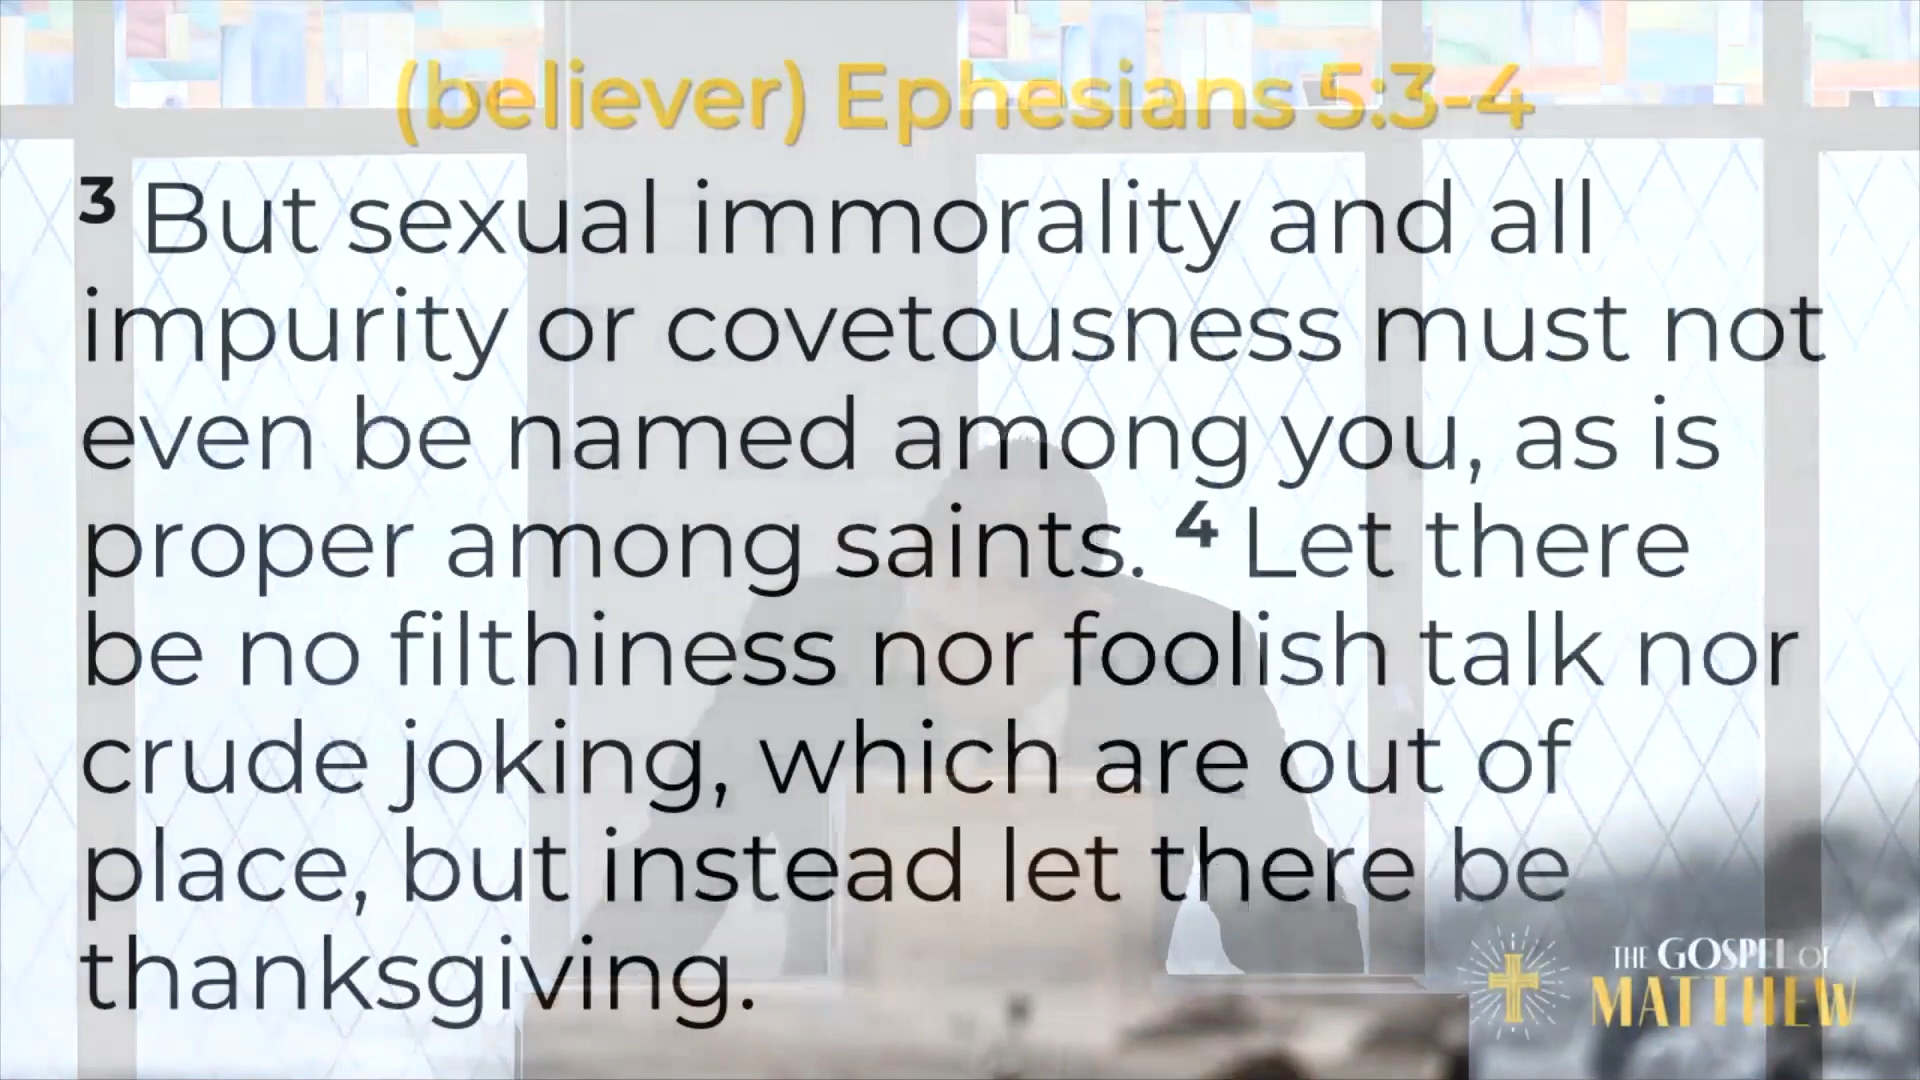 (believer) Ephesians 5:3-4
3 But sexual immorality and all
impurity or covetousness must not
even be named among you, as is
proper among saints. 4 Let there
be no filthiness nor foolish talk nor
crude joking, which are out of
place, but instead let there be
thanksgiving.
THE GOSPEL OF
MATTHEW